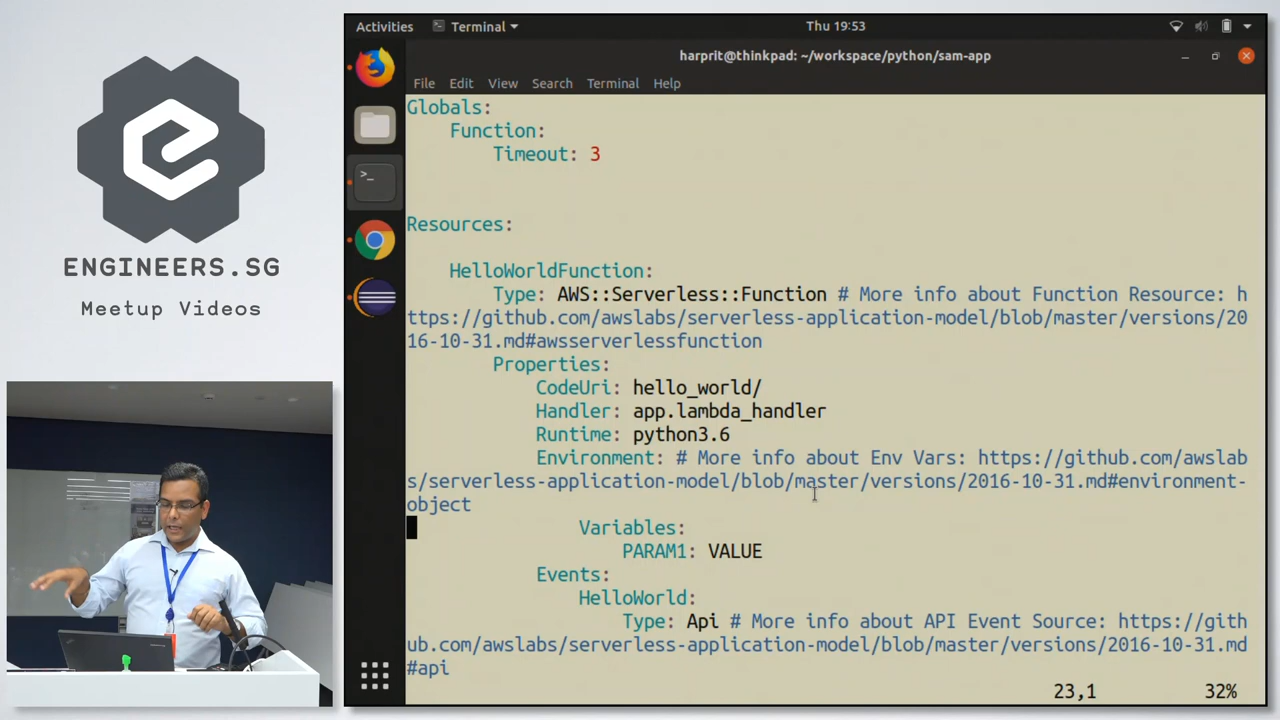 ENGINEERS.SG
Meetup Videos
Activities
Terminal
Thu 19:53
harprit@thinkpad: ~/workspace/python/sam-app
File Edit View Search Terminal Help
Globals:
Function:
Timeout: 3
Resources:
HelloWorldFunction:
Type: AWS::Serverless::Function # More info about Function Resource: h
ttps://github.com/awslabs/serverless-application-model/blob/master/versions/20
16-10-31.md#awsserverlessfunction
Properties:
CodeUri: hello_world/
Handler: app.lambda_handler
Runtime: python3.6
Environment: # More info about Env Vars: https://github.com/awslab
s/serverless-application-model/blob/master/versions/2016-10-31.md#environment-
object
Variables:
PARAM1: VALUE
Events:
HelloWorld:
Type: Api # More info about API Event Source: https://gith
ub.com/awslabs/serverless-application-model/blob/master/versions/2016-10-31.md
#api
23,1 32%